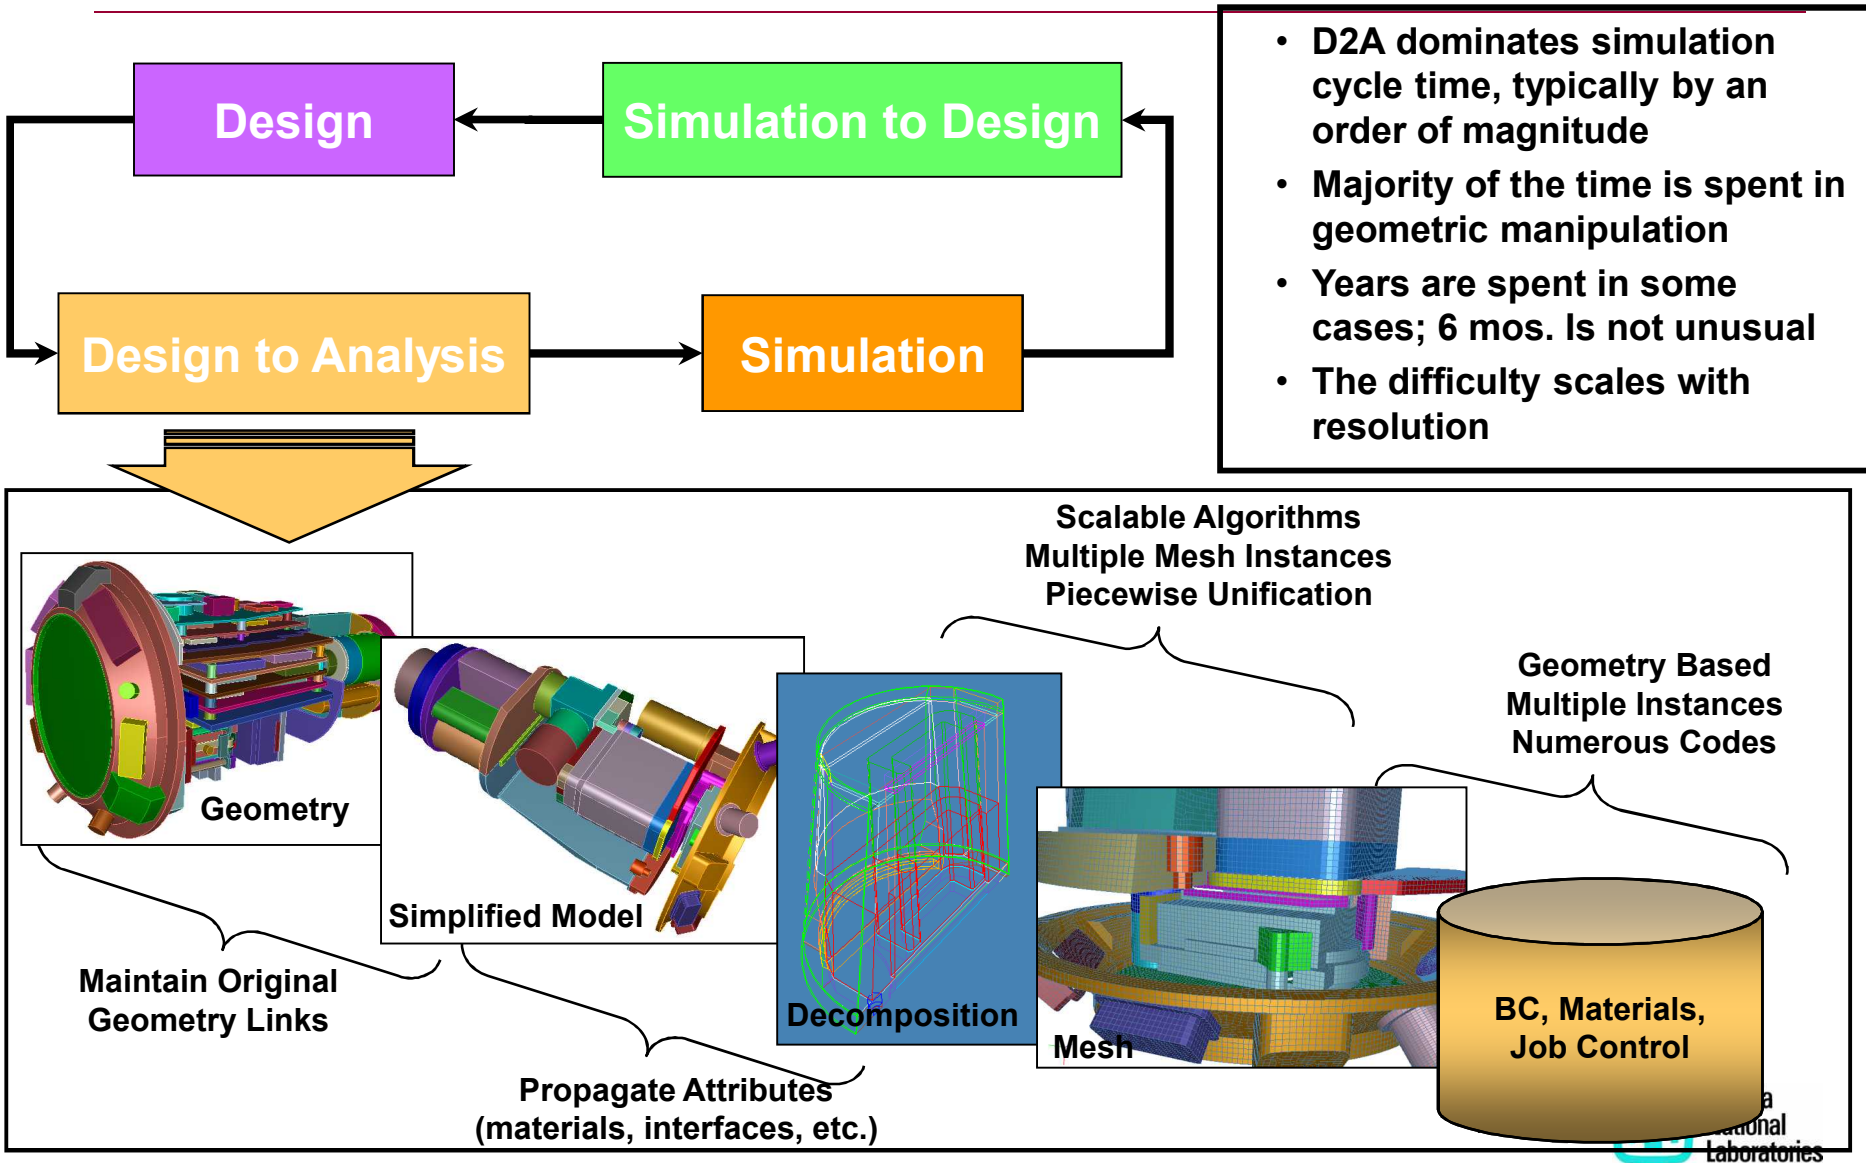 Design
Simulation to Design
Design to Analysis
Simulation
• D2A dominates simulation
cycle time, typically by an
order of magnitude
• Majority of the time is spent in
geometric manipulation
• Years are spent in some
cases; 6 mos. Is not unusual
• The difficulty scales with
resolution
Scalable Algorithms
Multiple Mesh Instances
Piecewise Unification
Geometry Based
Multiple Instances
Numerous Codes
Geometry
Simplified Model
Decomposition
Mesh
BC, Materials,
Job Control
Maintain Original
Geometry Links
Propagate Attributes
(materials, interfaces, etc.)
Laboratories